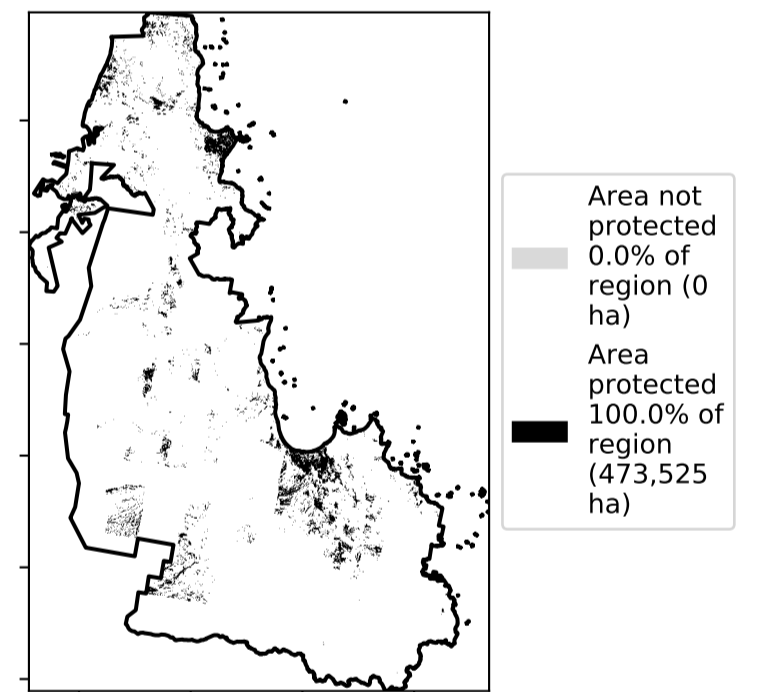 Area not
protected
0.0% of
region (0
ha)
Area
protected
100.0% of
region
(473,525
ha)